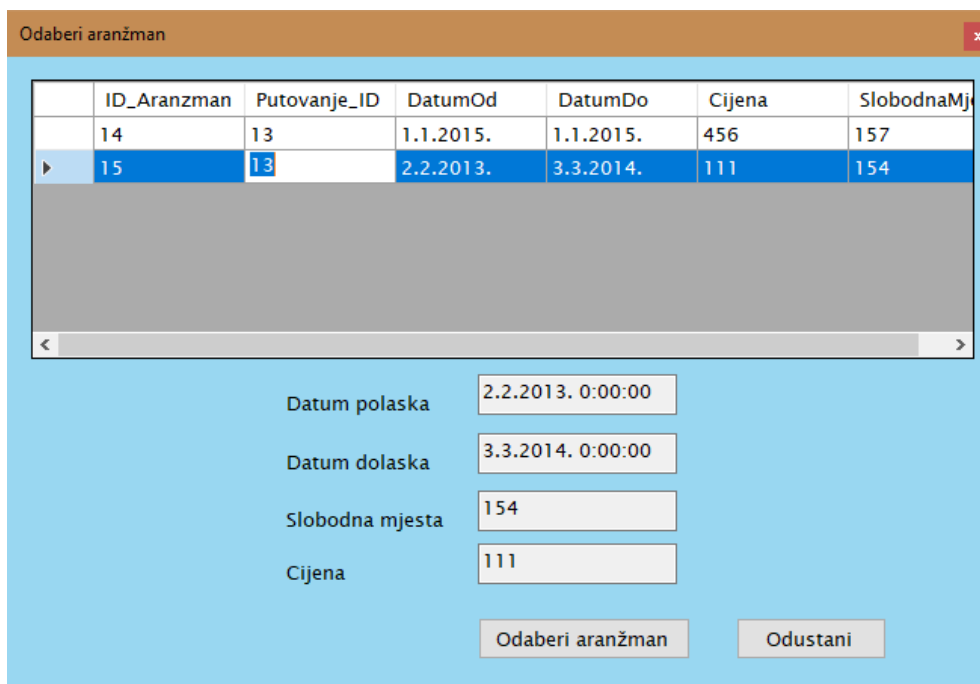 Odaberi aranžman
ID_Aranzman Putovanje_ID DatumOd DatumDo Cijena SlobodnaMj
14 13 1.1.2015. 1.1.2015. 456 157
15 13 2.2.2013. 3.3.2014. 111 154
Datum polaska 2.2.2013. 0:00:00
Datum dolaska 3.3.2014. 0:00:00
Slobodna mjesta 154
Cijena 111
Odaberi aranžman Odustani